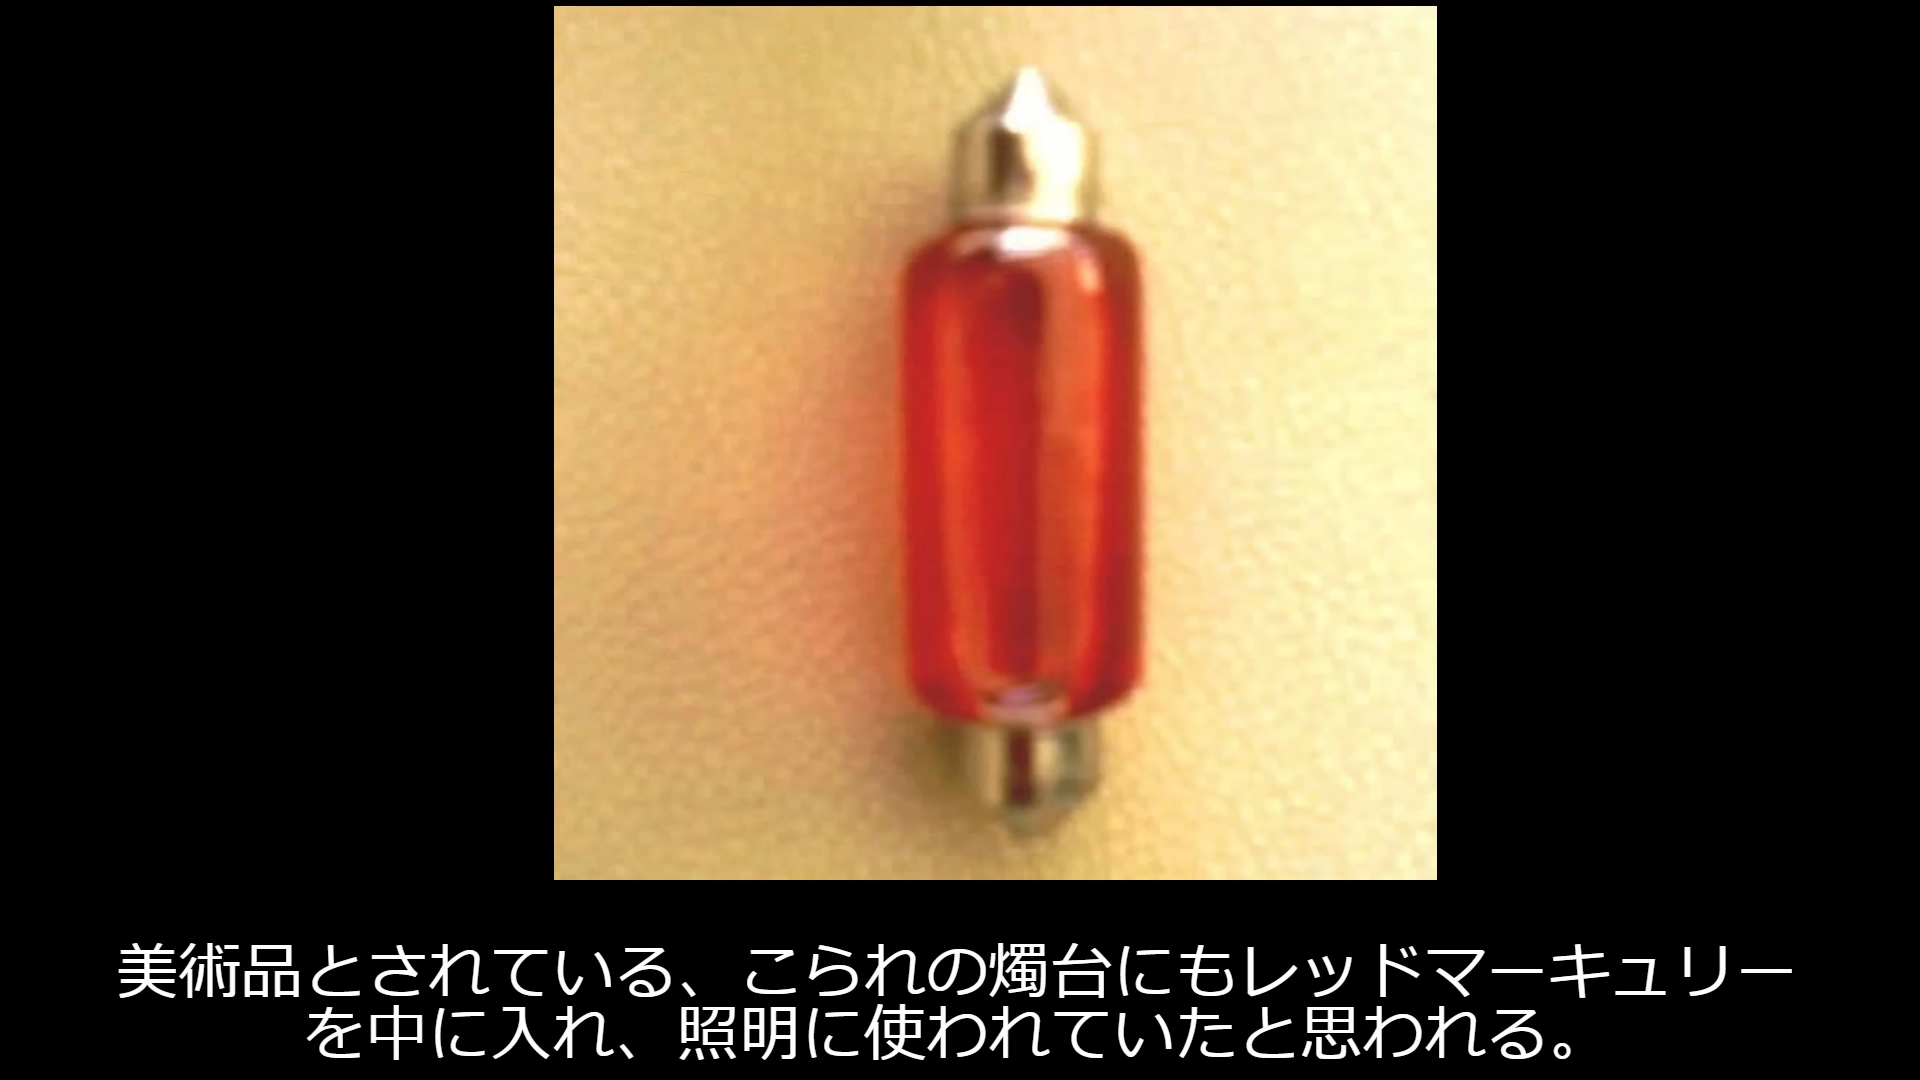 美術品とされている、こられの燭台にもレッドマーキュリー
を中に入れ、照明に使われていたと思われる。